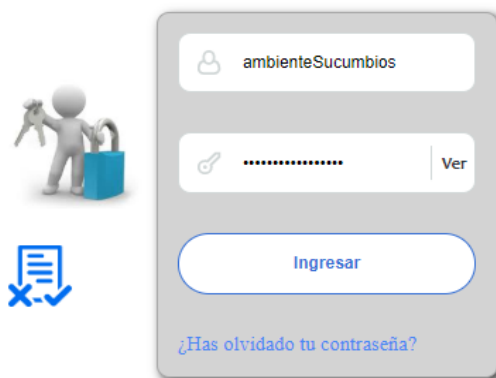 ambienteSucumbios
••••••••••••••••• Ver
Ingresar
¿Has olvidado tu contraseña?